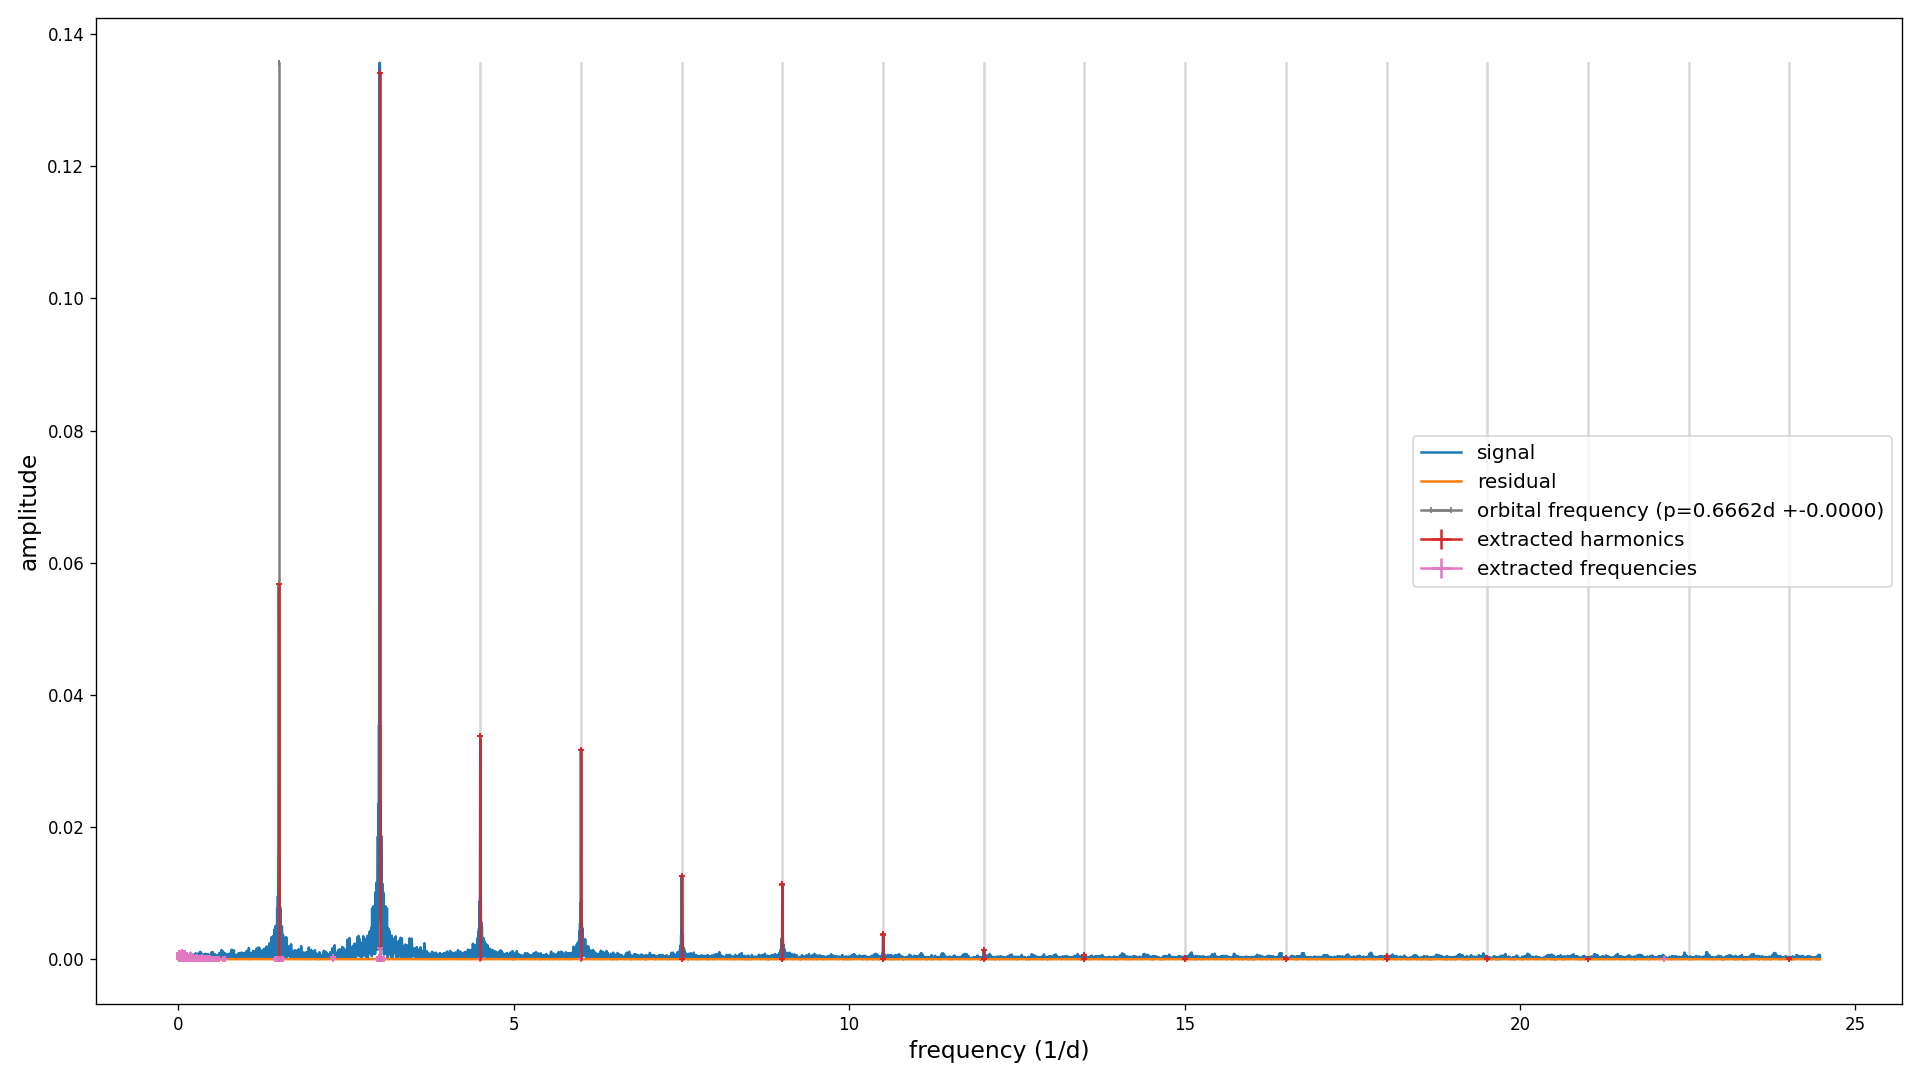 0.14
0.12
0.10
0.08
0.06
0.04
0.02
0.00
amplitude
signal
residual
orbital frequency (p=0.6662d +-0.0000)
extracted harmonics
extracted frequencies
0 5 10 15 20 25
frequency (1/d)